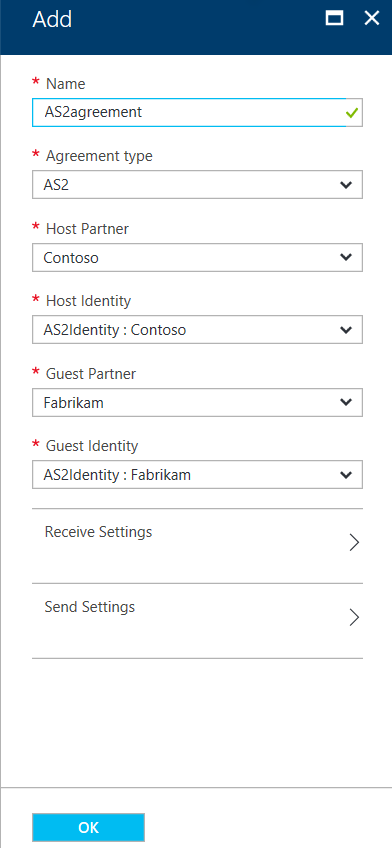 Add
* Name
AS2agreement
* Agreement type
AS2
* Host Partner
Contoso
* Host Identity
AS2Identity : Contoso
* Guest Partner
Fabrikam
* Guest Identity
AS2Identity : Fabrikam
Receive Settings
Send Settings
OK